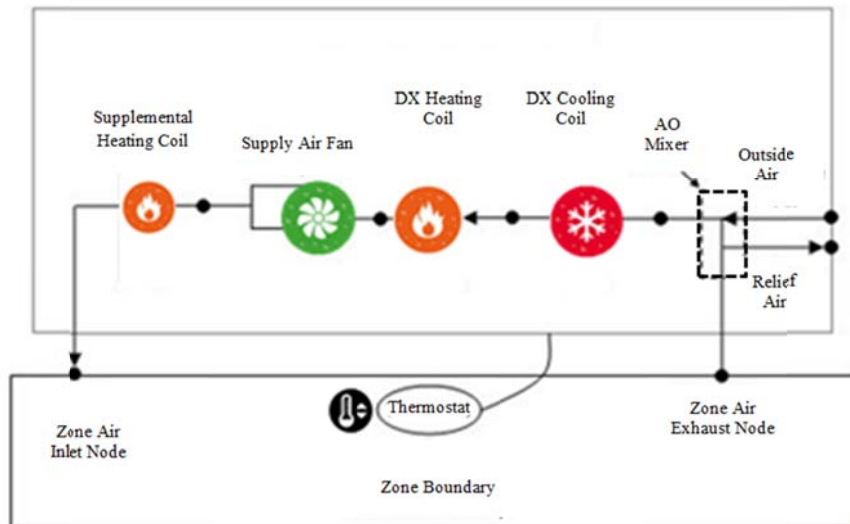 Supplemental
Heating Coil
Supply Air Fan
DX Heating
Coil
DX Cooling
Coil
AO
Mixer
Outside
Air
Relief
Air
Thermostat
Zone Air
Inlet Node
Zone Air
Exhaust Node
Zone Boundary